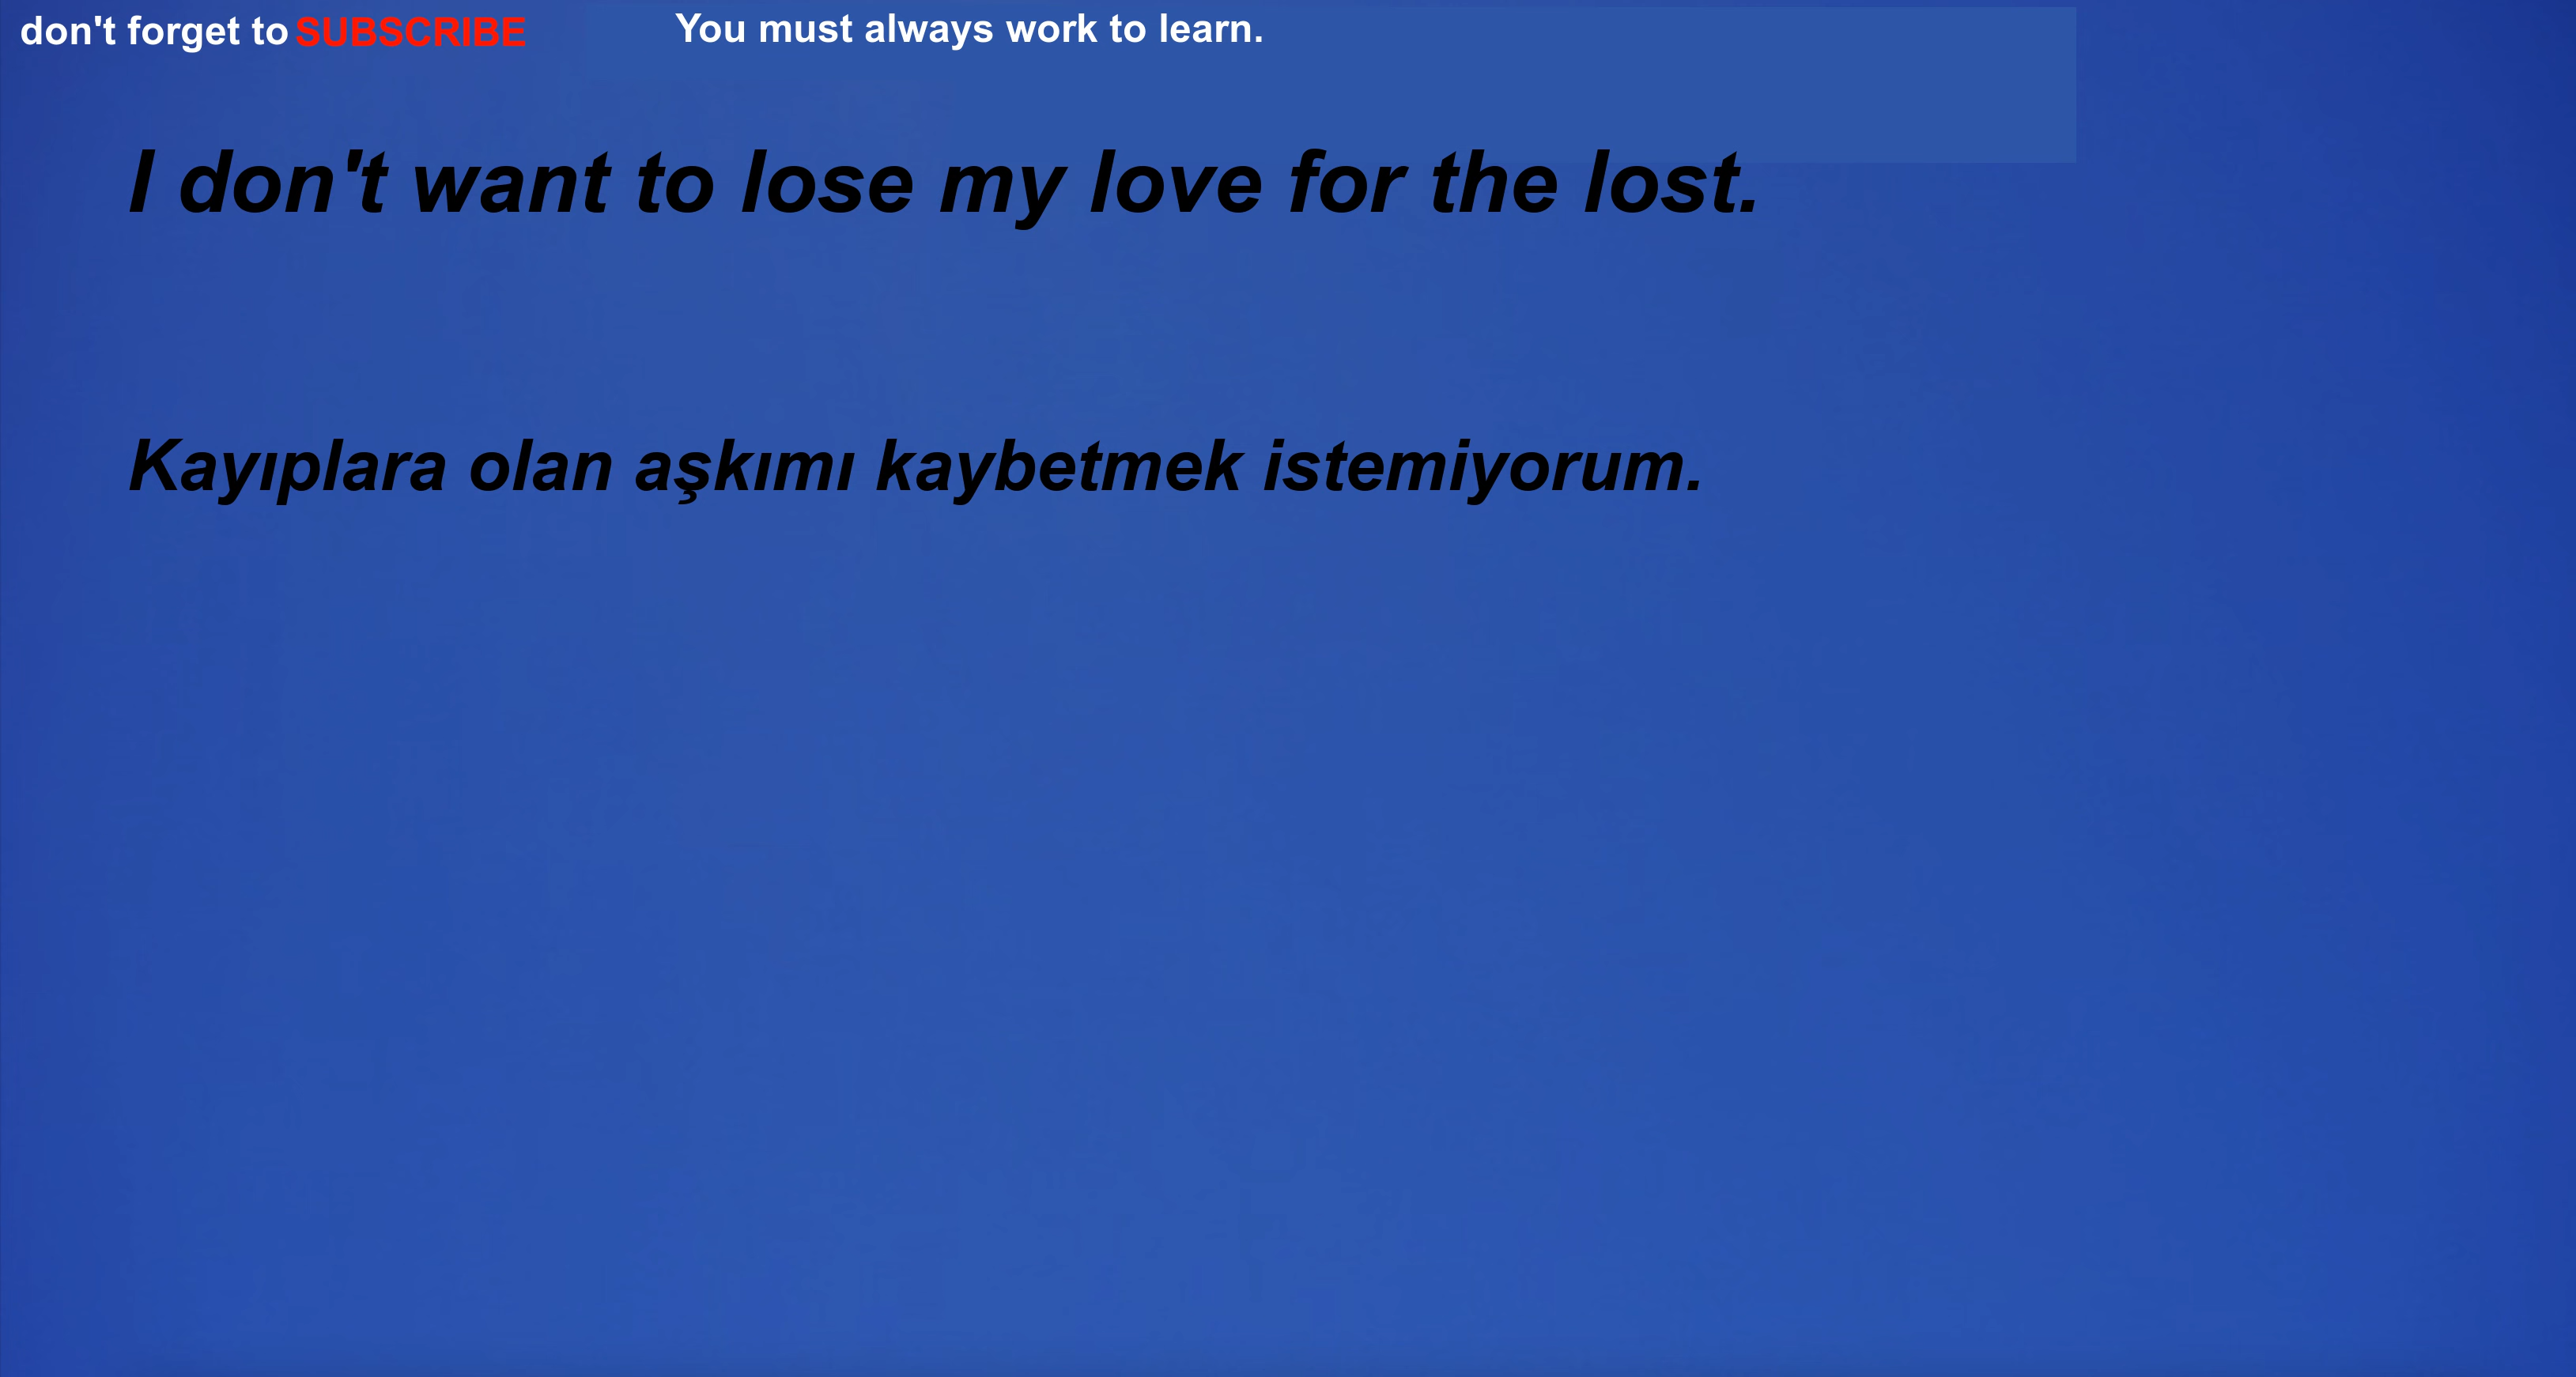 don't forget to SUBSCRIBE You must always work to learn.
I don't want to lose my love for the lost.
Kayıplara olan aşkımı kaybetmek istemiyorum.